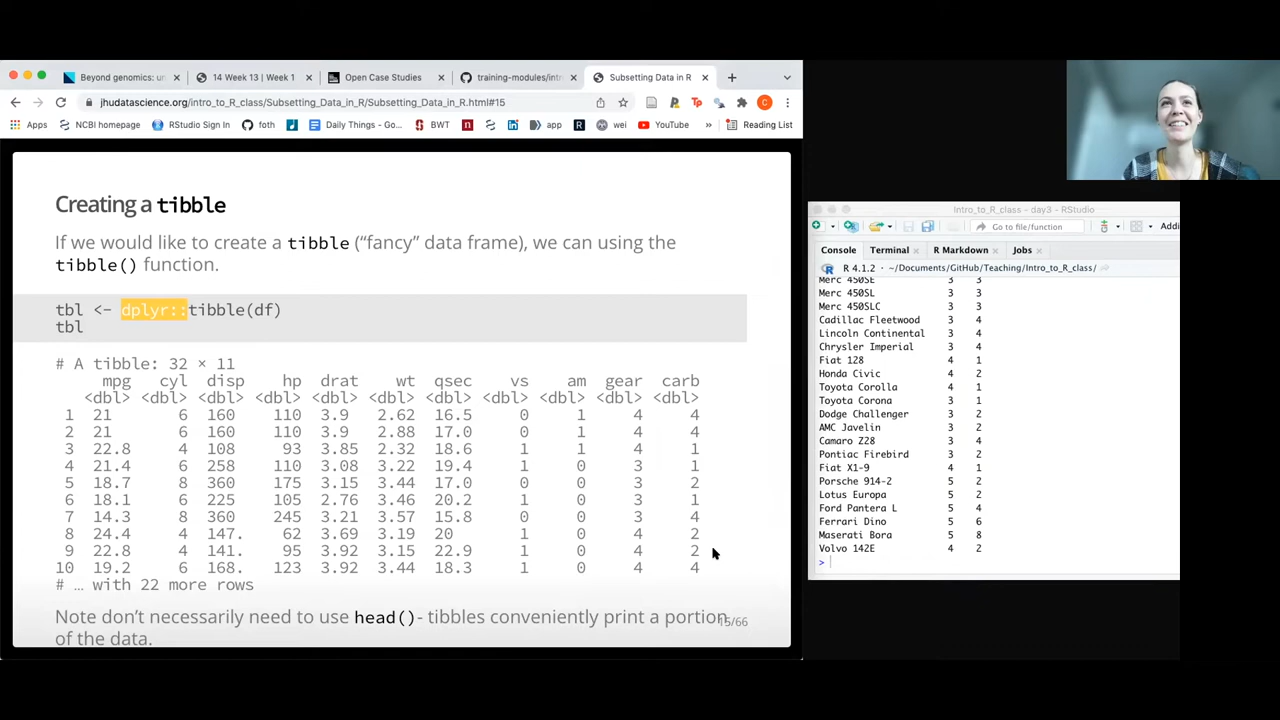 Beyond genomics: un
14 Week 13 | Week 1
Open Case Studies
training-modules/intr
Subsetting Data in R
jhudatascience.org/intro_to_R_class/Subsetting_Data_in_R/Subsetting_Data_in_R.html#15
Apps NCBI homepage RStudio Sign In foth Daily Things - Go... BWT app wei YouTube » Reading List
Creating a tibble
If we would like to create a tibble (“fancy” data frame), we can using the
tibble() function.
tbl <- dplyr::tibble(df)
tbl
# A tibble: 32 × 11
mpg cyl disp hp drat wt qsec vs am gear carb
<dbl> <dbl> <dbl> <dbl> <dbl> <dbl> <dbl> <dbl> <dbl> <dbl> <dbl>
1 21 6 160 110 3.9 2.62 16.5 0 1 4 4
2 21 6 160 110 3.9 2.88 17.0 0 1 4 4
3 22.8 4 108 93 3.85 2.32 18.6 1 1 4 1
4 21.4 6 258 110 3.08 3.22 19.4 1 0 3 1
5 18.7 8 360 175 3.15 3.44 17.0 0 0 3 2
6 18.1 6 225 105 2.76 3.46 20.2 1 0 3 1
7 14.3 8 360 245 3.21 3.57 15.8 0 0 3 4
8 24.4 4 147. 62 3.69 3.19 20 1 0 4 2
9 22.8 4 141. 95 3.92 3.15 22.9 1 0 4 2
10 19.2 6 168. 123 3.92 3.44 18.3 1 0 4 4
# … with 22 more rows
Note don’t necessarily need to use head()- tibbles conveniently print a portion
of the data.
15/66
Intro_to_R_class - day3 - RStudio
Go to file/function Addi
Console Terminal R Markdown Jobs
R 4.1.2 · ~/Documents/GitHub/Teaching/Intro_to_R_class/
Merc 450SE 3 3
Merc 450SL 3 3
Merc 450SLC 3 3
Cadillac Fleetwood 3 4
Lincoln Continental 3 4
Chrysler Imperial 3 4
Fiat 128 4 1
Honda Civic 4 2
Toyota Corolla 4 1
Toyota Corona 3 1
Dodge Challenger 3 2
AMC Javelin 3 2
Camaro Z28 3 4
Pontiac Firebird 3 2
Fiat X1-9 4 1
Porsche 914-2 5 2
Lotus Europa 5 2
Ford Pantera L 5 4
Ferrari Dino 5 6
Maserati Bora 5 8
Volvo 142E 4 2
>